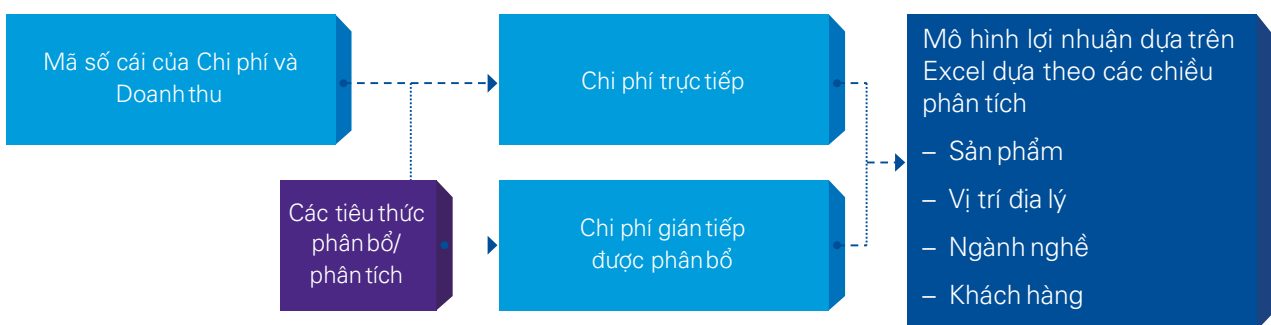 Mã số cái của Chi phí và
Doanh thu
Các tiêu thức
phân bổ/
phân tích
Chi phí trực tiếp
Chi phí gián tiếp
được phân bổ
Mô hình lợi nhuận dựa trên
Excel dựa theo các chiều
phân tích
– Sản phẩm
– Vị trí địa lý
– Ngành nghề
– Khách hàng